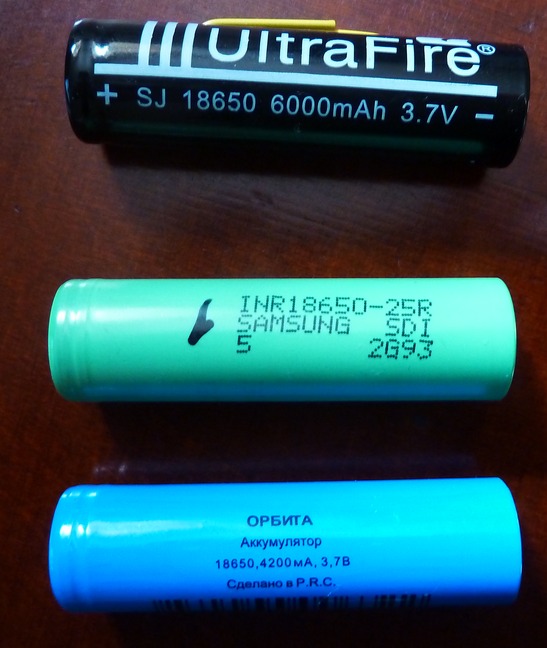 UltraFire®
+ SJ 18650 6000mAh 3.7V −
INR18650-25R
SAMSUNG SDI
5 2G93
ОРБИТА
Аккумулятор
18650,4200мА, 3,7В
Сделано в P.R.C.